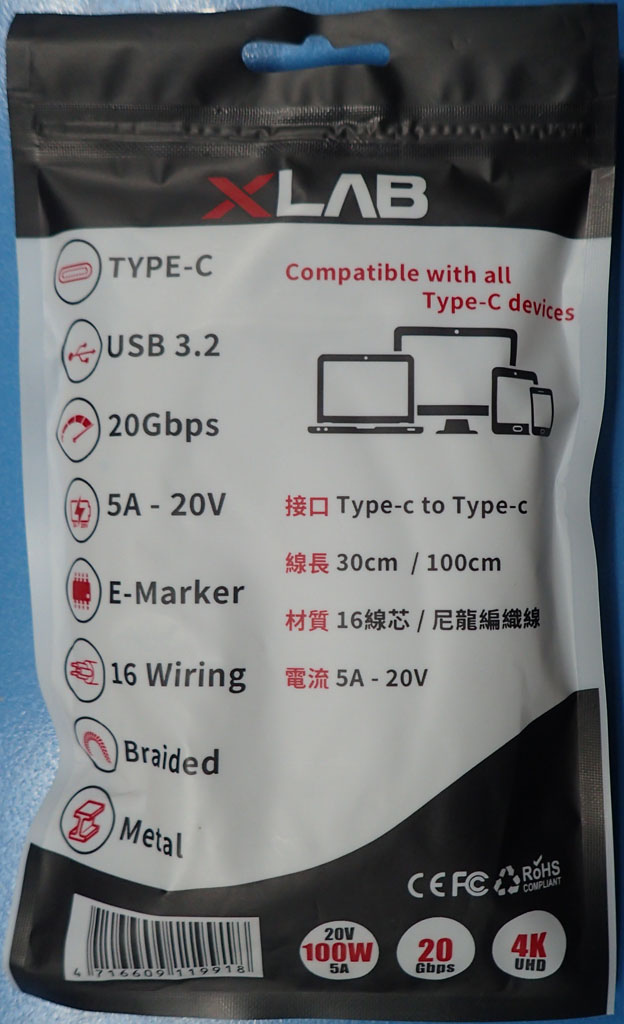 XLAB
TYPE-C
USB 3.2
20Gbps
5A - 20V
E-Marker
16 Wiring
Braided
Metal
Compatible with all
Type-C devices
接口 Type-c to Type-c
線長 30cm / 100cm
材質 16線芯 / 尼龍編織線
電流 5A - 20V
CE FC RoHS
COMPLIANT
4 716609 119918
20V
100W
5A
20
Gbps
4K
UHD